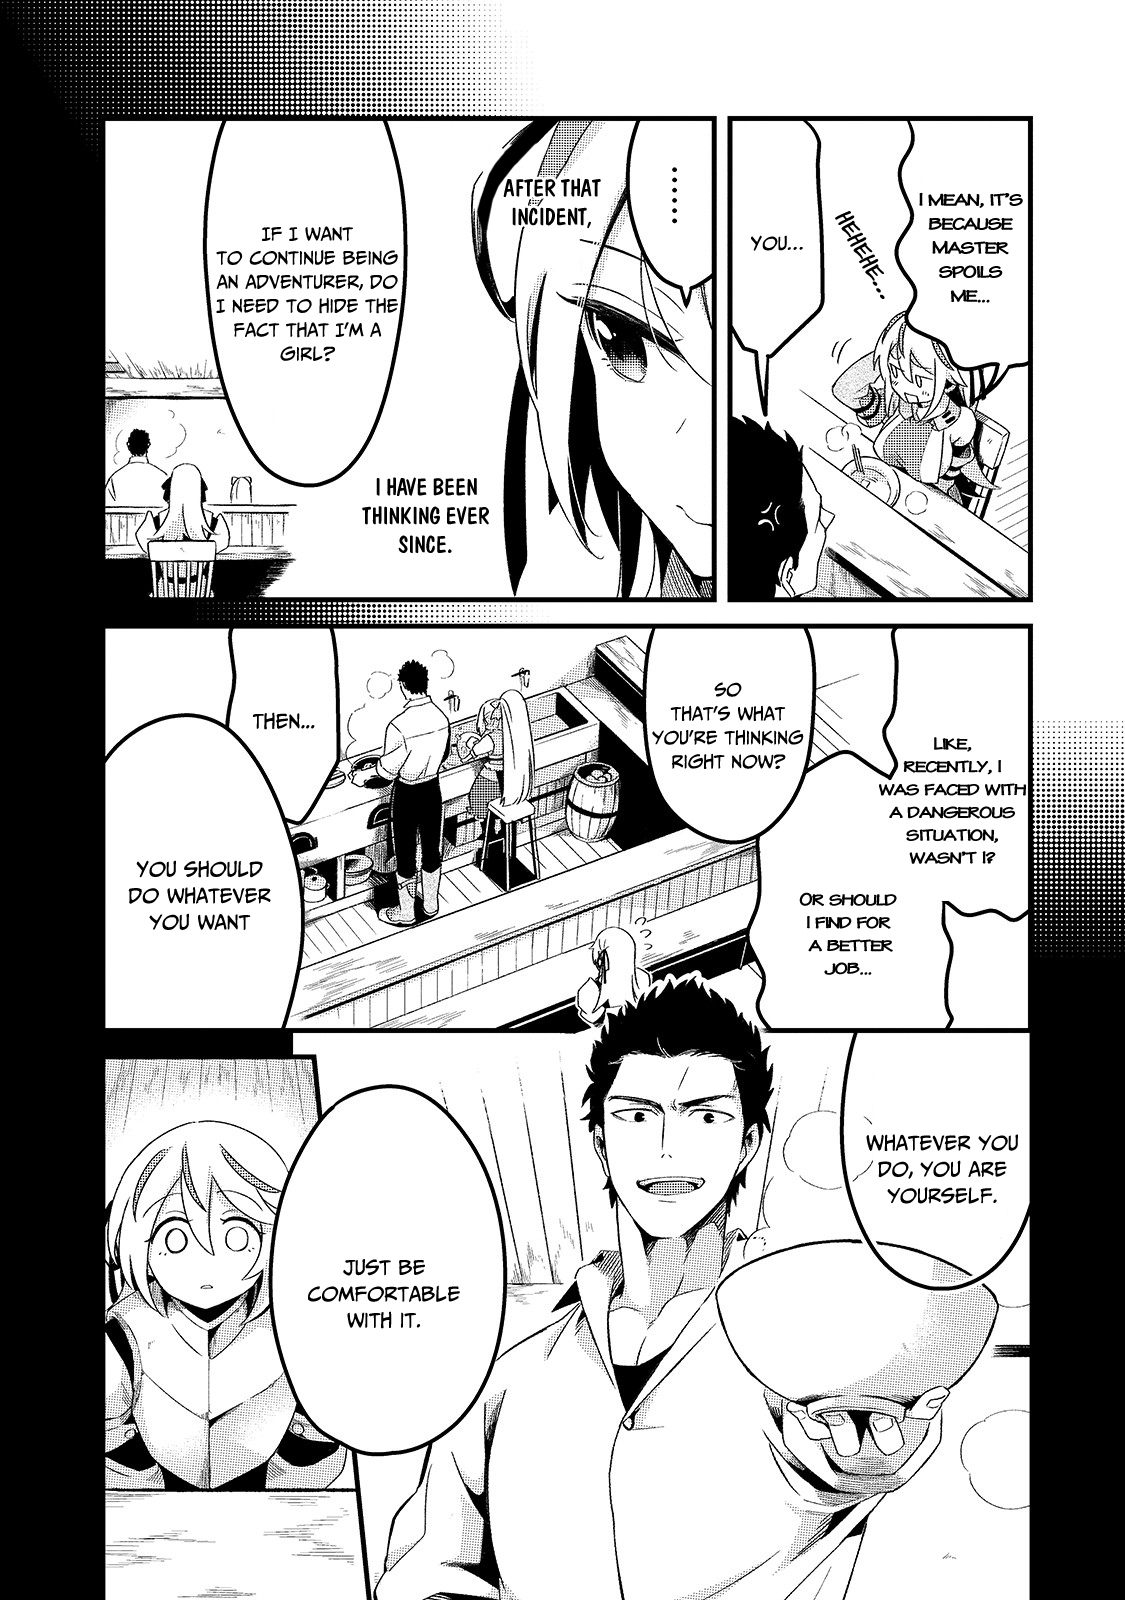 I MEAN, IT'S
BECAUSE
MASTER
SPOILS
ME...
HEHEHE...
YOU...
.......
AFTER THAT
INCIDENT,
I HAVE BEEN
THINKING EVER
SINCE.
IF I WANT
TO CONTINUE BEING
AN ADVENTURER, DO
I NEED TO HIDE THE
FACT THAT I'M A
GIRL?
LIKE,
RECENTLY, I
WAS FACED WITH
A DANGEROUS
SITUATION,
WASN'T I?
OR SHOULD
I FIND FOR
A BETTER
JOB...
SO
THAT'S WHAT
YOU'RE THINKING
RIGHT NOW?
THEN...
YOU SHOULD
DO WHATEVER
YOU WANT
WHATEVER YOU
DO, YOU ARE
YOURSELF.
JUST BE
COMFORTABLE
WITH IT.